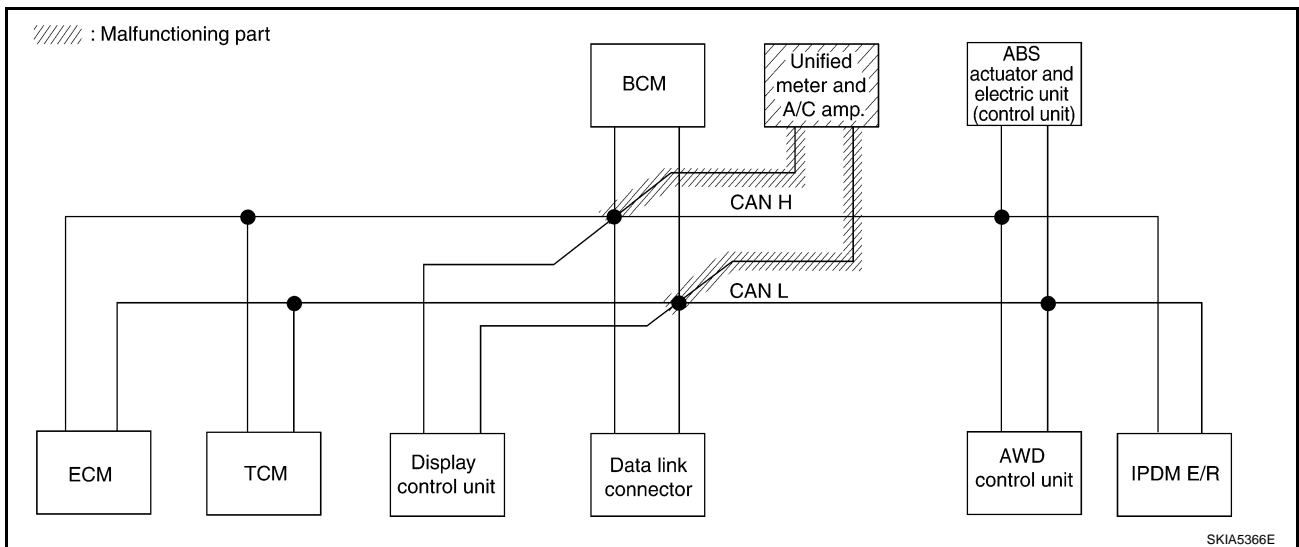 : Malfunctioning part
BCM
Unified
meter and
A/C amp.
ABS
actuator and
electric unit
(control unit)
CAN H
CAN L
ECM
TCM
Display
control unit
Data link
connector
AWD
control unit
IPDM E/R
SKIA5366E